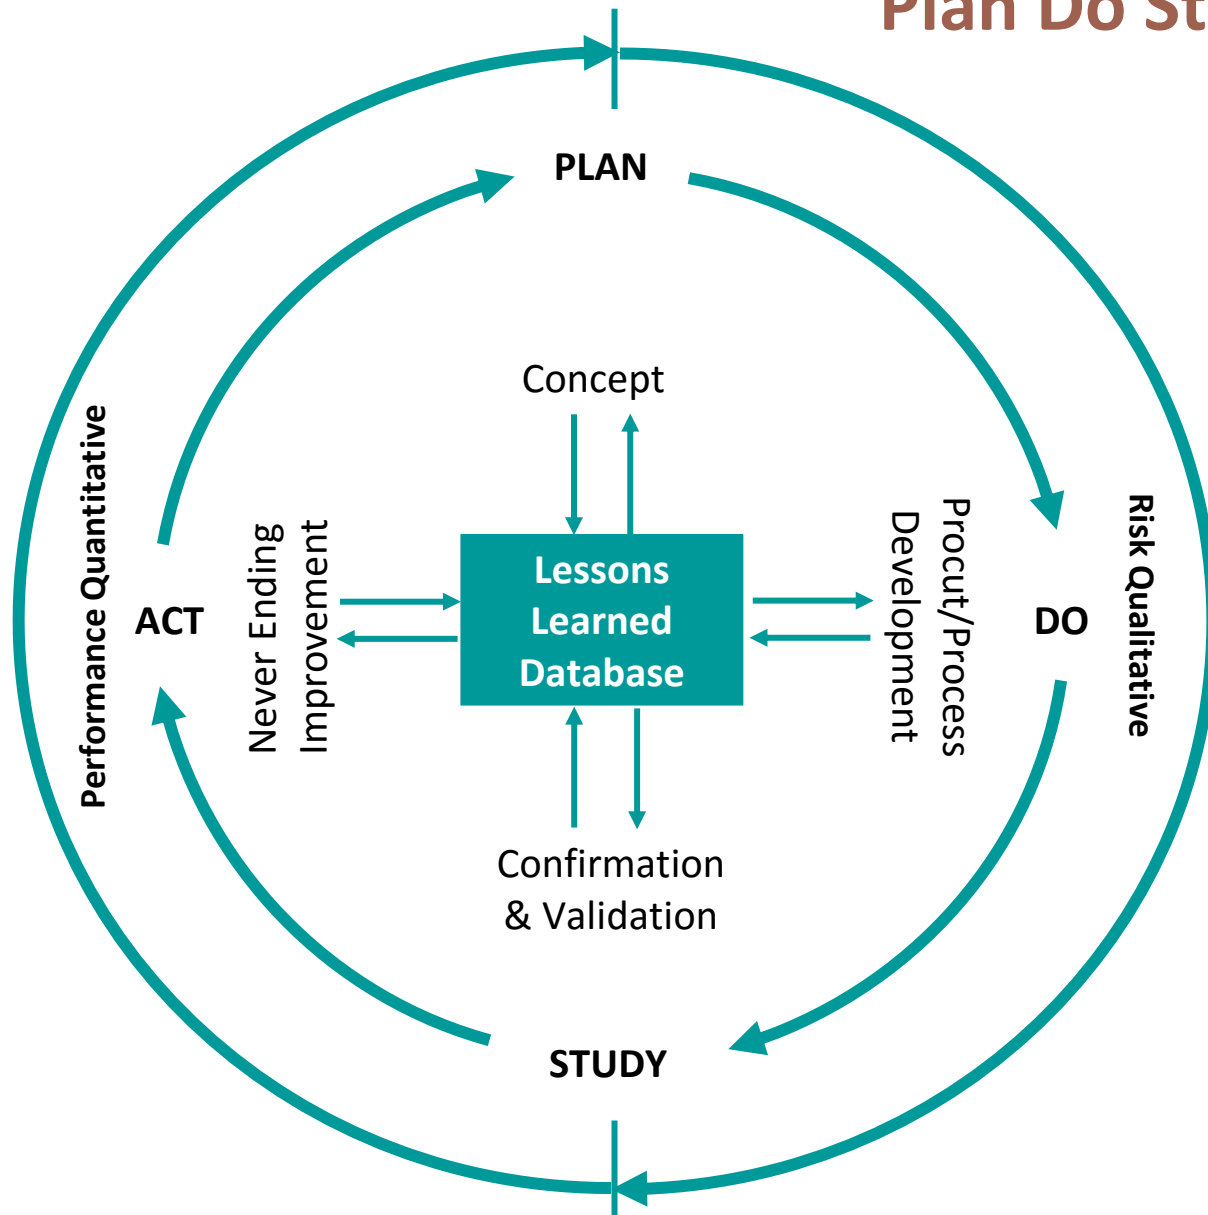 Plan Do St
PLAN
Concept
Performance Quantitative
ACT
Never Ending
Improvement
Lessons
Learned
Database
Procut/Process
Development
DO
Risk Qualitative
Confirmation
& Validation
STUDY